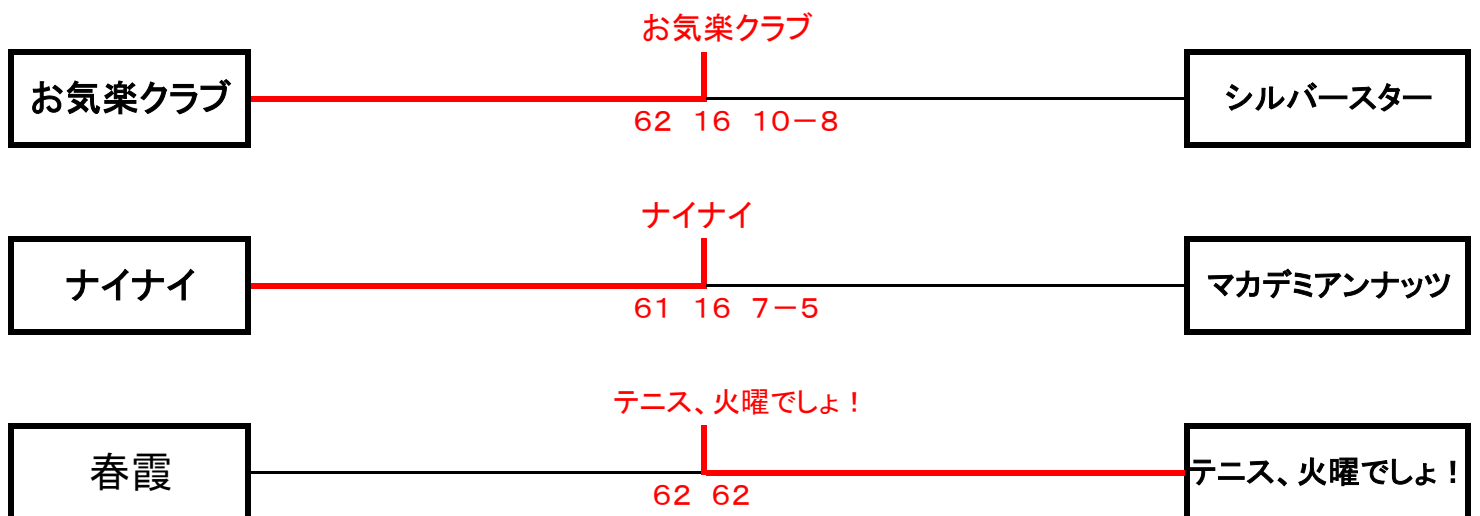 お気楽クラブ
お気楽クラブ
シルバースター
62 16 10-8
ナイナイ
ナイナイ
マカデミアンナッツ
61 16 7-5
テニス、火曜でしょ!
春霞
テニス、火曜でしょ!
62 62